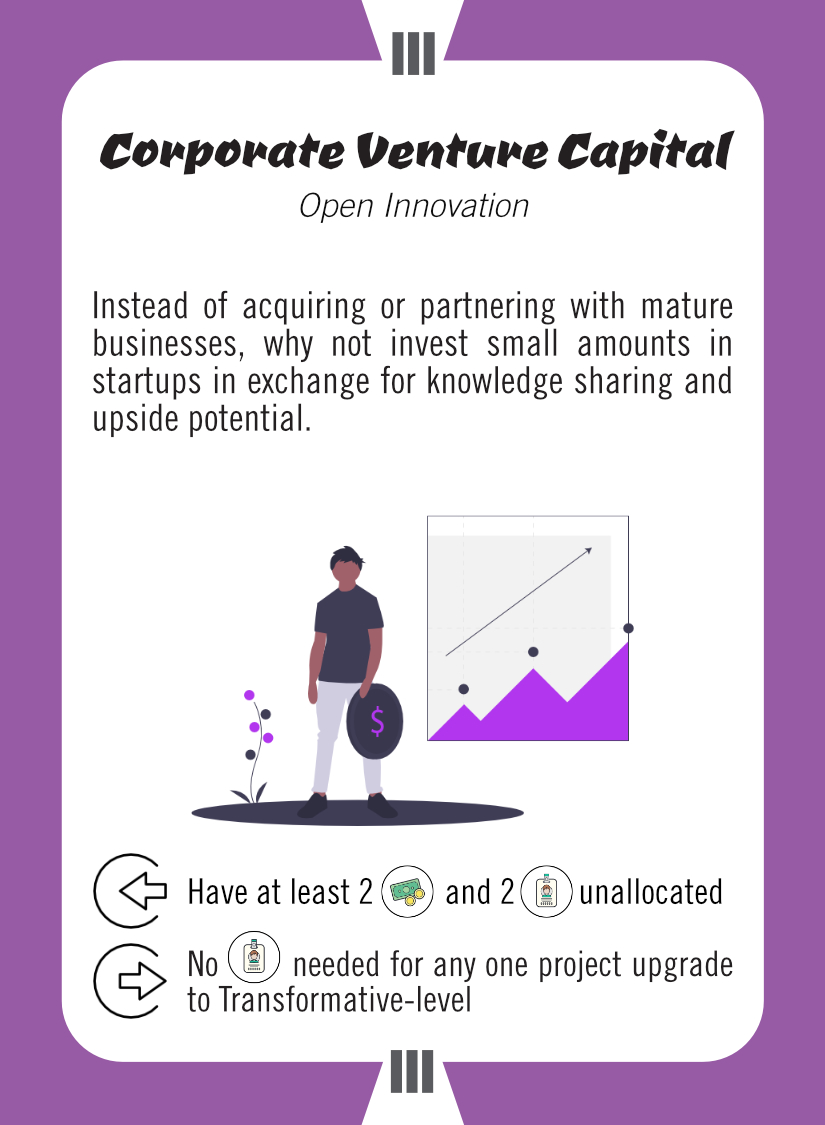 III
Corporate Venture Capital
Open Innovation
Instead of acquiring or partnering with mature
businesses, why not invest small amounts in
startups in exchange for knowledge sharing and
upside potential.
$
Have at least 2 and 2 unallocated
No needed for any one project upgrade
to Transformative-level
III